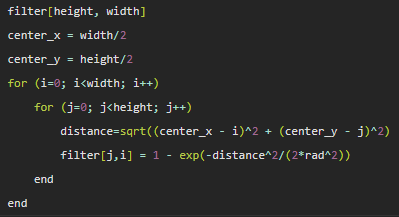 filter[height, width]
center_x = width/2
center_y = height/2
for (i=0; i<width; i++)
for (j=0; j<height; j++)
distance=sqrt((center_x - i)^2 + (center_y - j)^2)
filter[j,i] = 1 - exp(-distance^2/(2*rad^2))
end
end